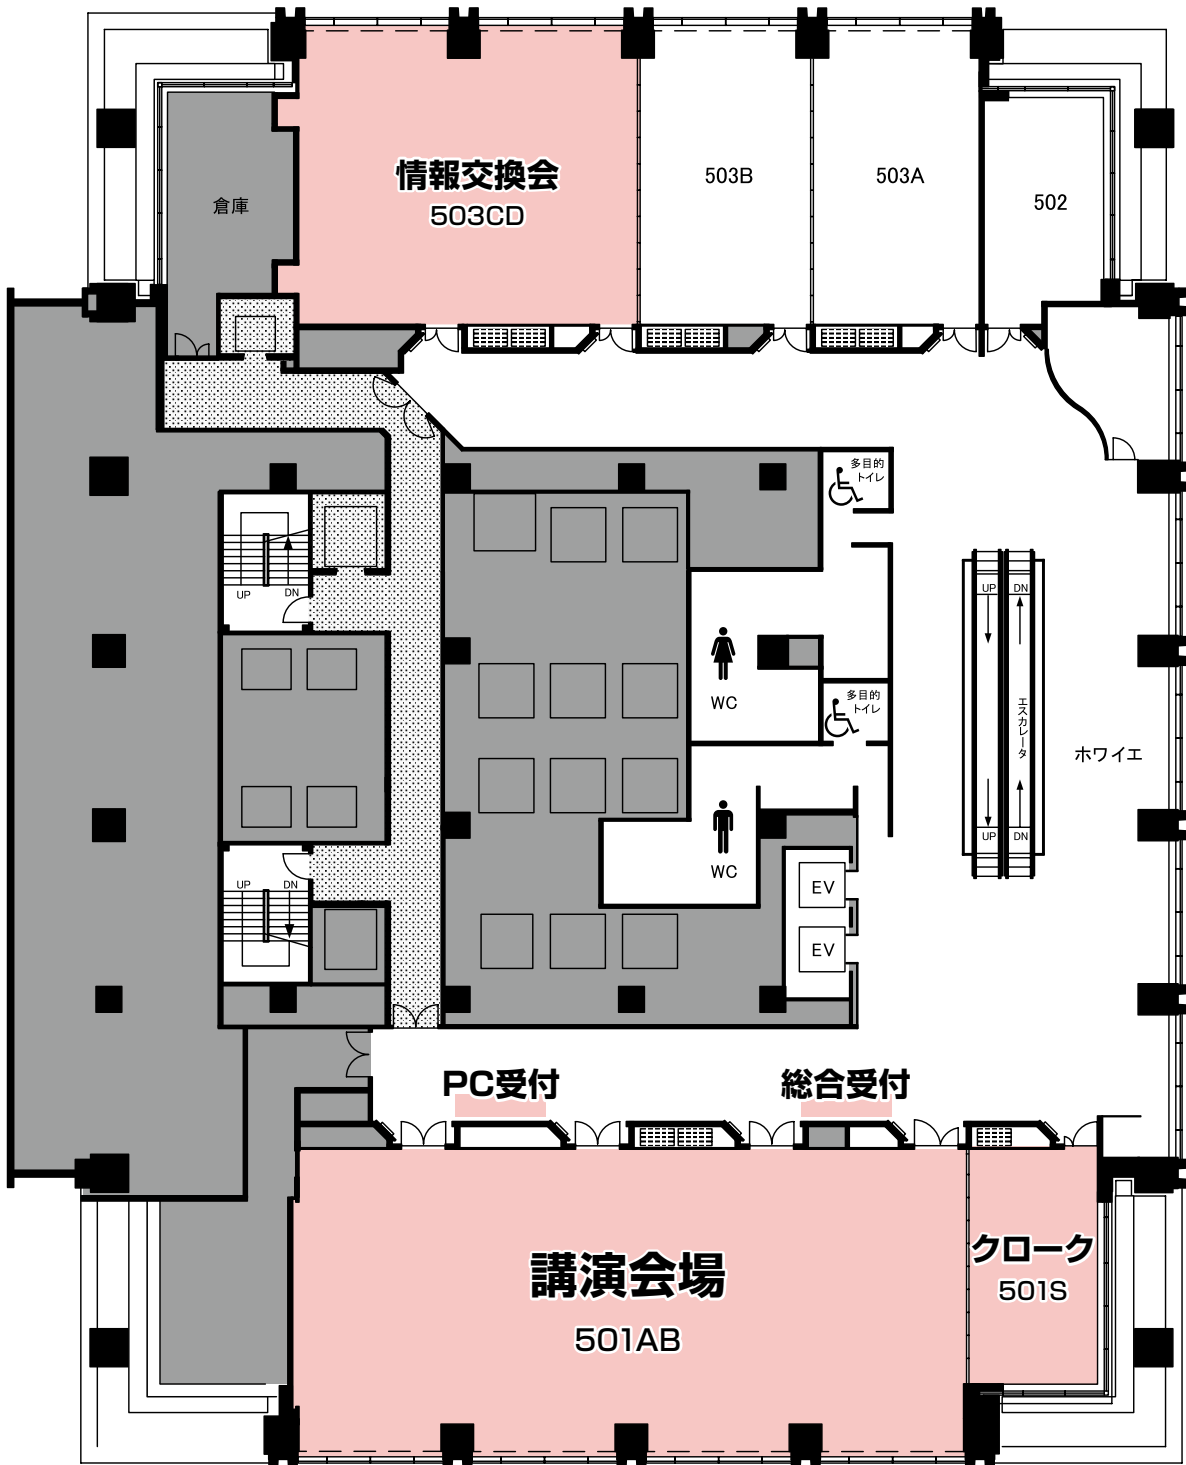 情報交換会
503CD
503B
503A
502
倉庫
多目的
トイレ
UP
DN
UP
DN
WC
多目的
トイレ
エスカレータ
ホワイエ
UP
DN
WC
UP
DN
EV
EV
PC受付
総合受付
講演会場
501AB
クローク
501S